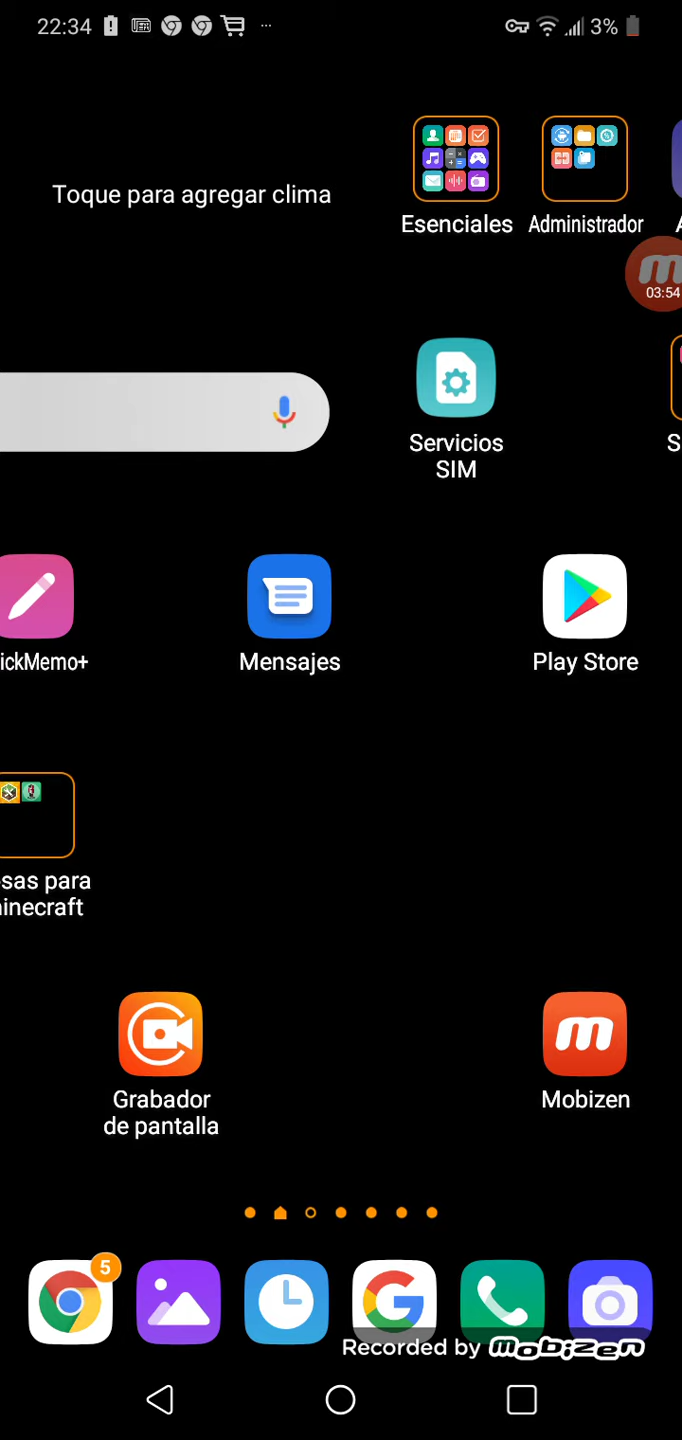 22:34
3%
Toque para agregar clima
Esenciales
Administrador
A
03:54
Servicios
SIM
S
ickMemo+
Mensajes
Play Store
sas para
inecraft
Grabador
de pantalla
Mobizen
5
Recorded by mobizen